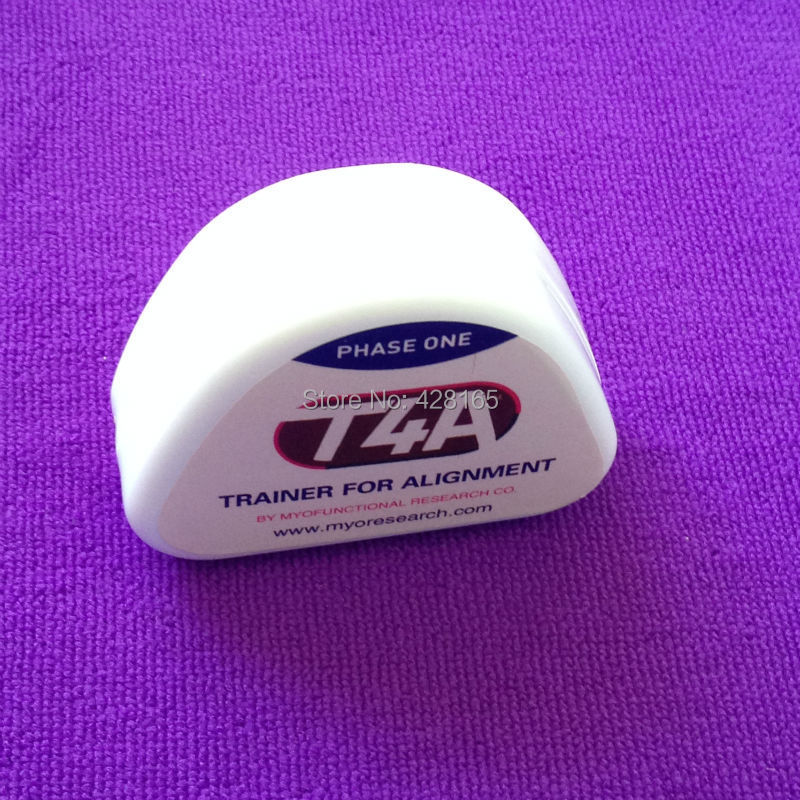 PHASE ONE
Store No: 428165
T4A
TRAINER FOR ALIGNMENT
BY MYOFUNCTIONAL RESEARCH CO.
www.myoresearch.com